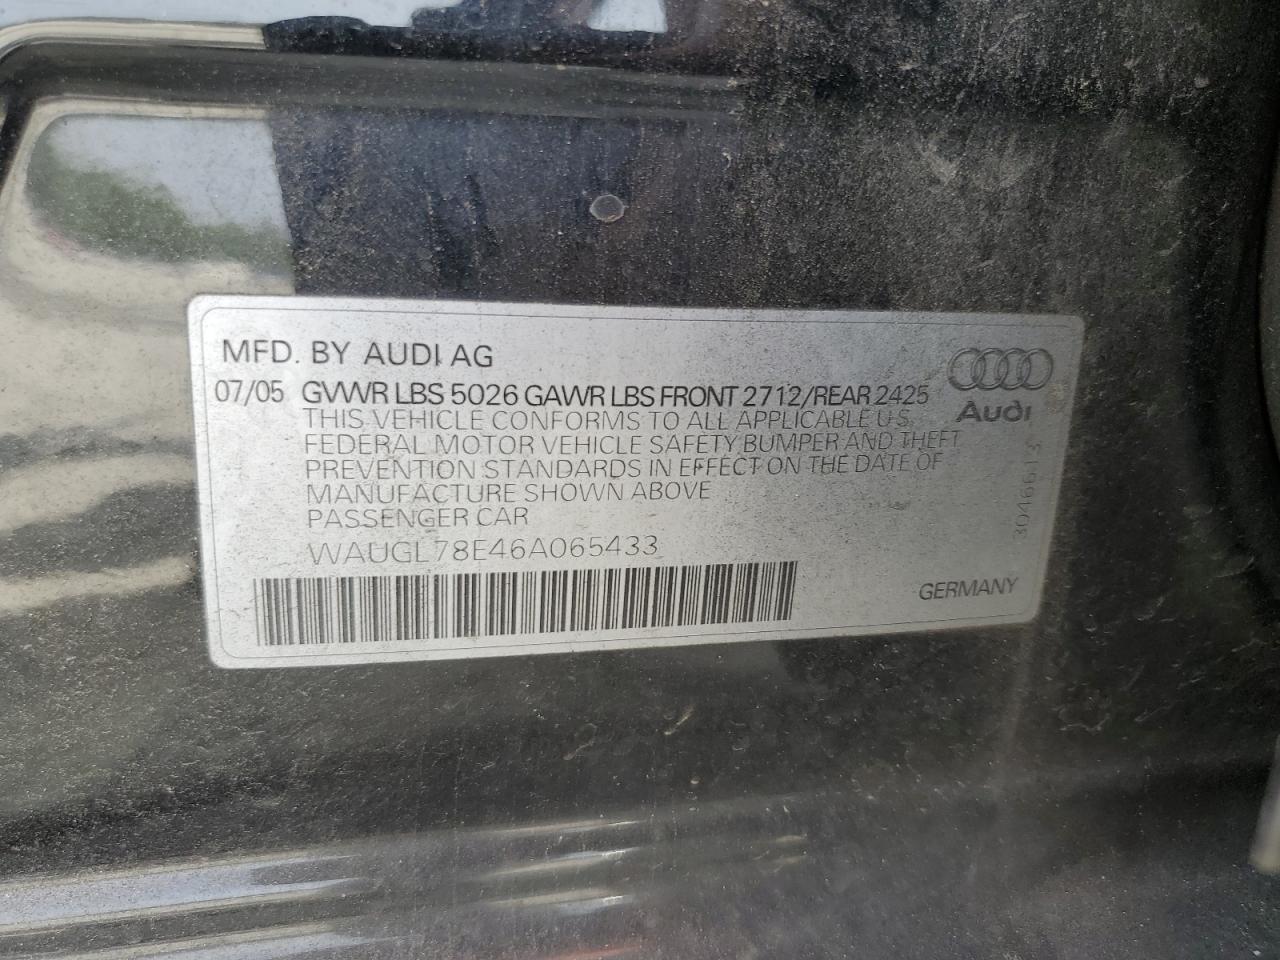 MFD. BY AUDI AG
07/05 GVWR LBS 5026 GAWR LBS FRONT 2712/REAR 2425
THIS VEHICLE CONFORMS TO ALL APPLICABLE U.S.
FEDERAL MOTOR VEHICLE SAFETY, BUMPER AND THEFT
PREVENTION STANDARDS IN EFFECT ON THE DATE OF
MANUFACTURE SHOWN ABOVE
PASSENGER CAR
WAUGL78E46A065433
Audi
3046613
GERMANY